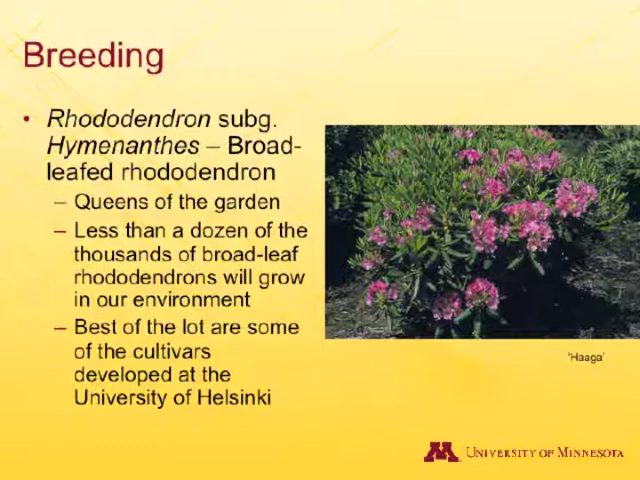 Breeding
• Rhododendron subg.
Hymenanthes – Broad-
leafed rhododendron
– Queens of the garden
– Less than a dozen of the
thousands of broad-leaf
rhododendrons will grow
in our environment
– Best of the lot are some
of the cultivars
developed at the
University of Helsinki
'Haaga'
M UNIVERSITY OF MINNESOTA